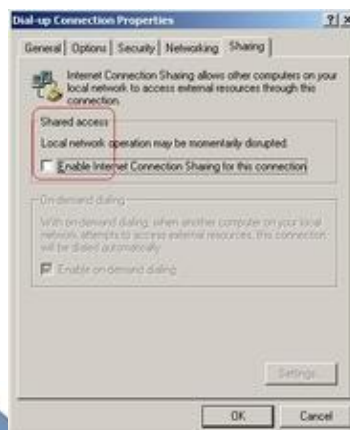 Dial-up Connection Properties
General Options Security Networking Sharing
Internet Connection Sharing allows other computers on your
local network to access external resources through this
connection.
Shared access
Local network operation may be momentarily disrupted.
Enable Internet Connection Sharing for this connection
On-demand dialing
With on-demand dialing, when another computer on your local
network attempts to access external resources, this connection
will be dialed automatically.
Enable on-demand dialing
Settings...
OK Cancel